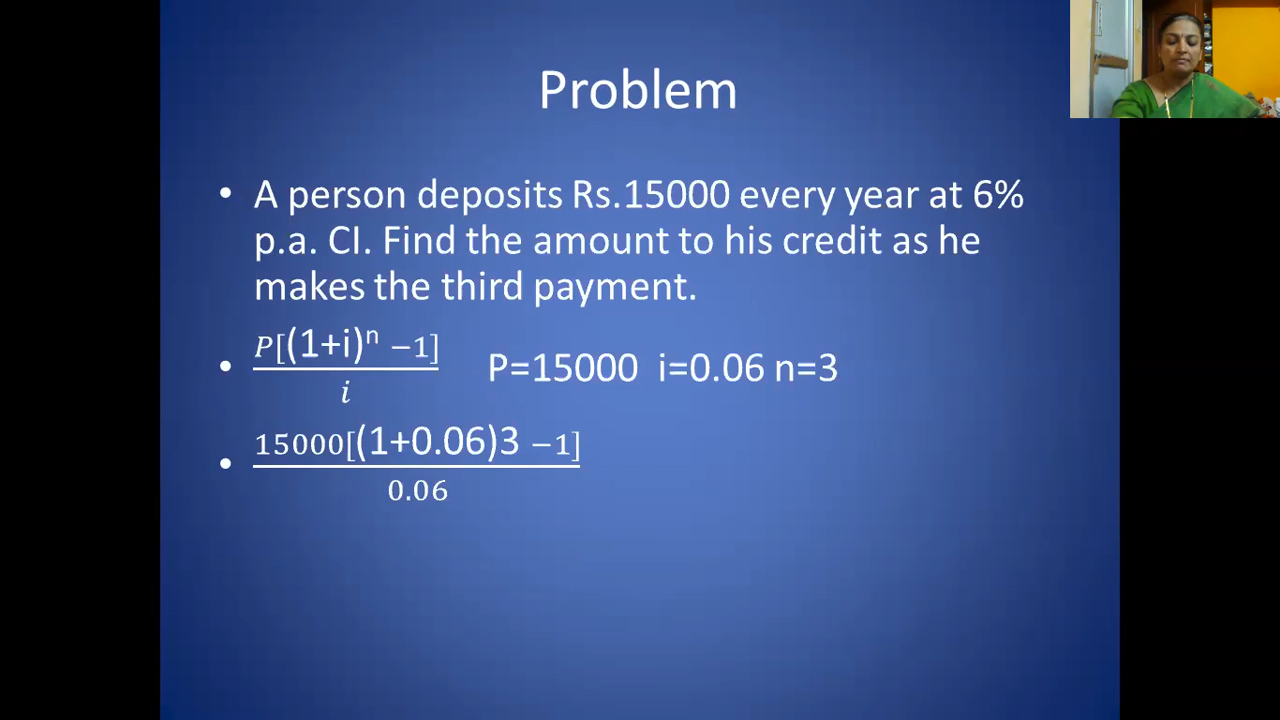 Problem
• A person deposits Rs.15000 every year at 6%
p.a. CI. Find the amount to his credit as he
makes the third payment.
• P[(1+i)ⁿ −1]
i
P=15000 i=0.06 n=3
• 15000[(1+0.06)3 −1]
0.06